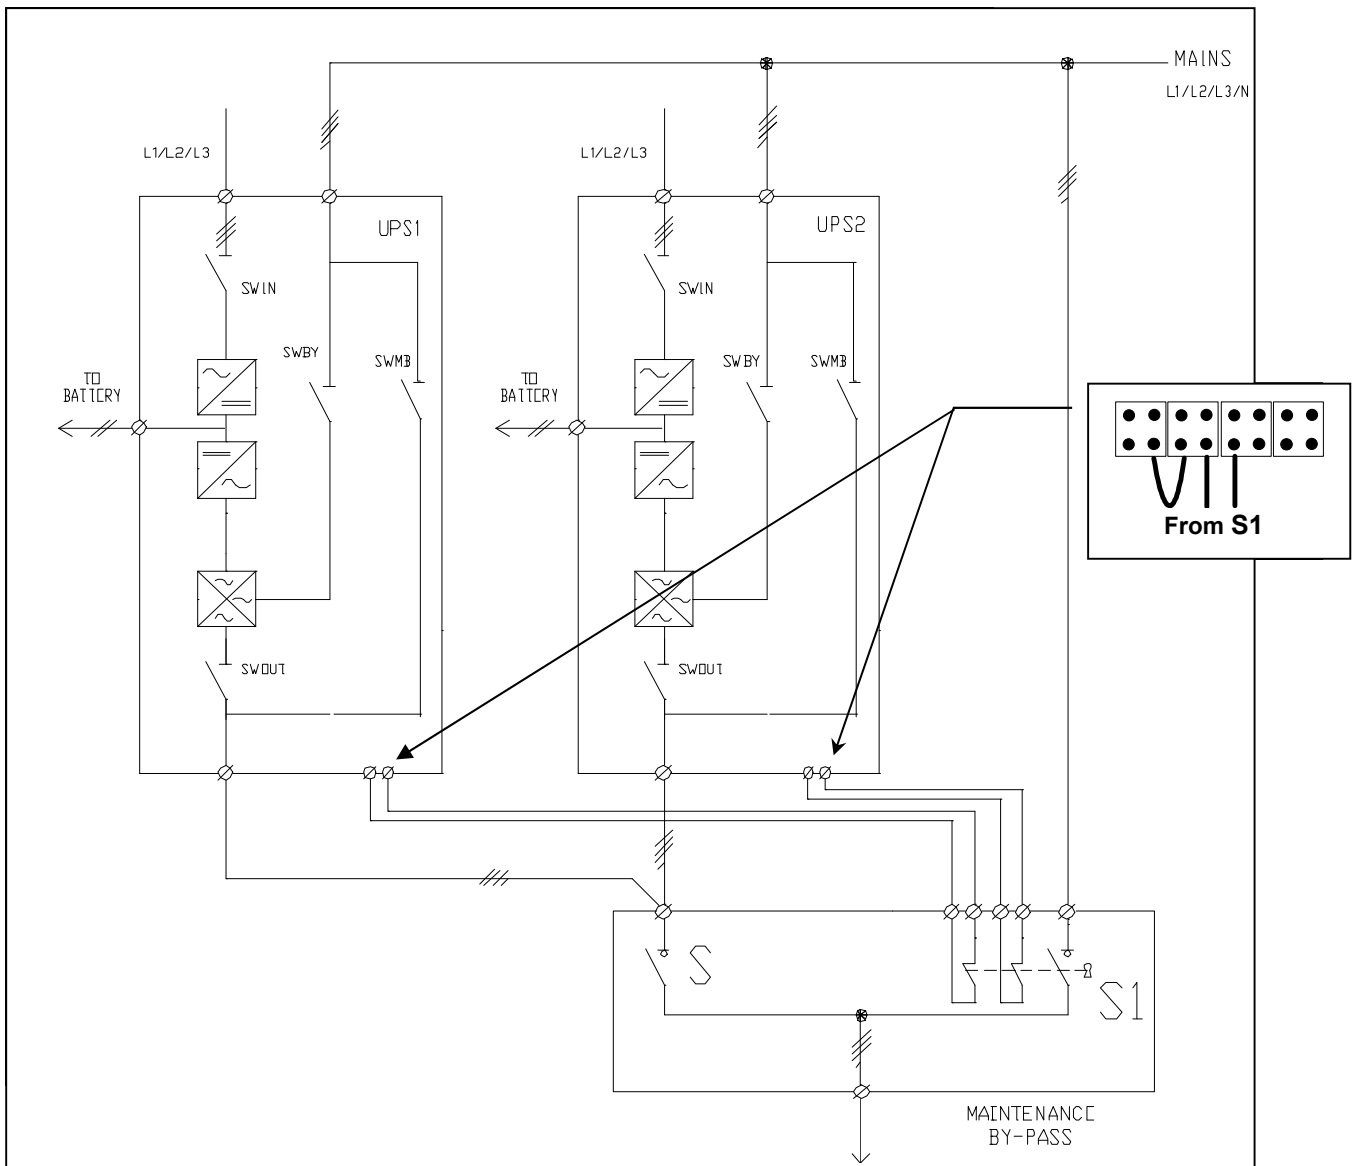 MAINS
L1/L2/L3/N
L1/L2/L3
L1/L2/L3
UPS1
UPS2
SWIN
SWIN
SWBY
SWMB
SWBY
SWMB
TO
BATTERY
TO
BATTERY
From S1
SWOUT
SWOUT
S
S1
MAINTENANCE
BY-PASS